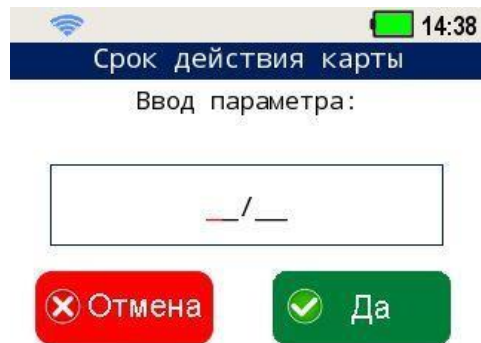 14:38
Срок действия карты
Ввод параметра:
__/__
Отмена
Да